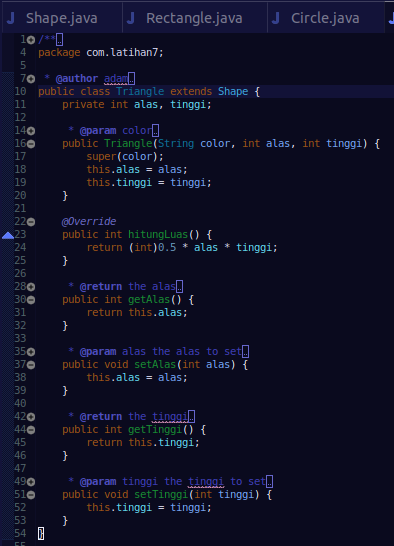 Shape.java Rectangle.java Circle.java
1 /**
4 package com.latihan7;
5
7 * @author adam
10 public class Triangle extends Shape {
11 private int alas, tinggi;
12
14 * @param color
16 public Triangle(String color, int alas, int tinggi) {
17 super(color);
18 this.alas = alas;
19 this.tinggi = tinggi;
20 }
21
22 @Override
23 public int hitungLuas() {
24 return (int)0.5 * alas * tinggi;
25 }
26
28 * @return the alas
30 public int getAlas() {
31 return this.alas;
32 }
33
35 * @param alas the alas to set
37 public void setAlas(int alas) {
38 this.alas = alas;
39 }
40
42 * @return the tinggi
44 public int getTinggi() {
45 return this.tinggi;
46 }
47
49 * @param tinggi the tinggi to set
51 public void setTinggi(int tinggi) {
52 this.tinggi = tinggi;
53 }
54 }
55